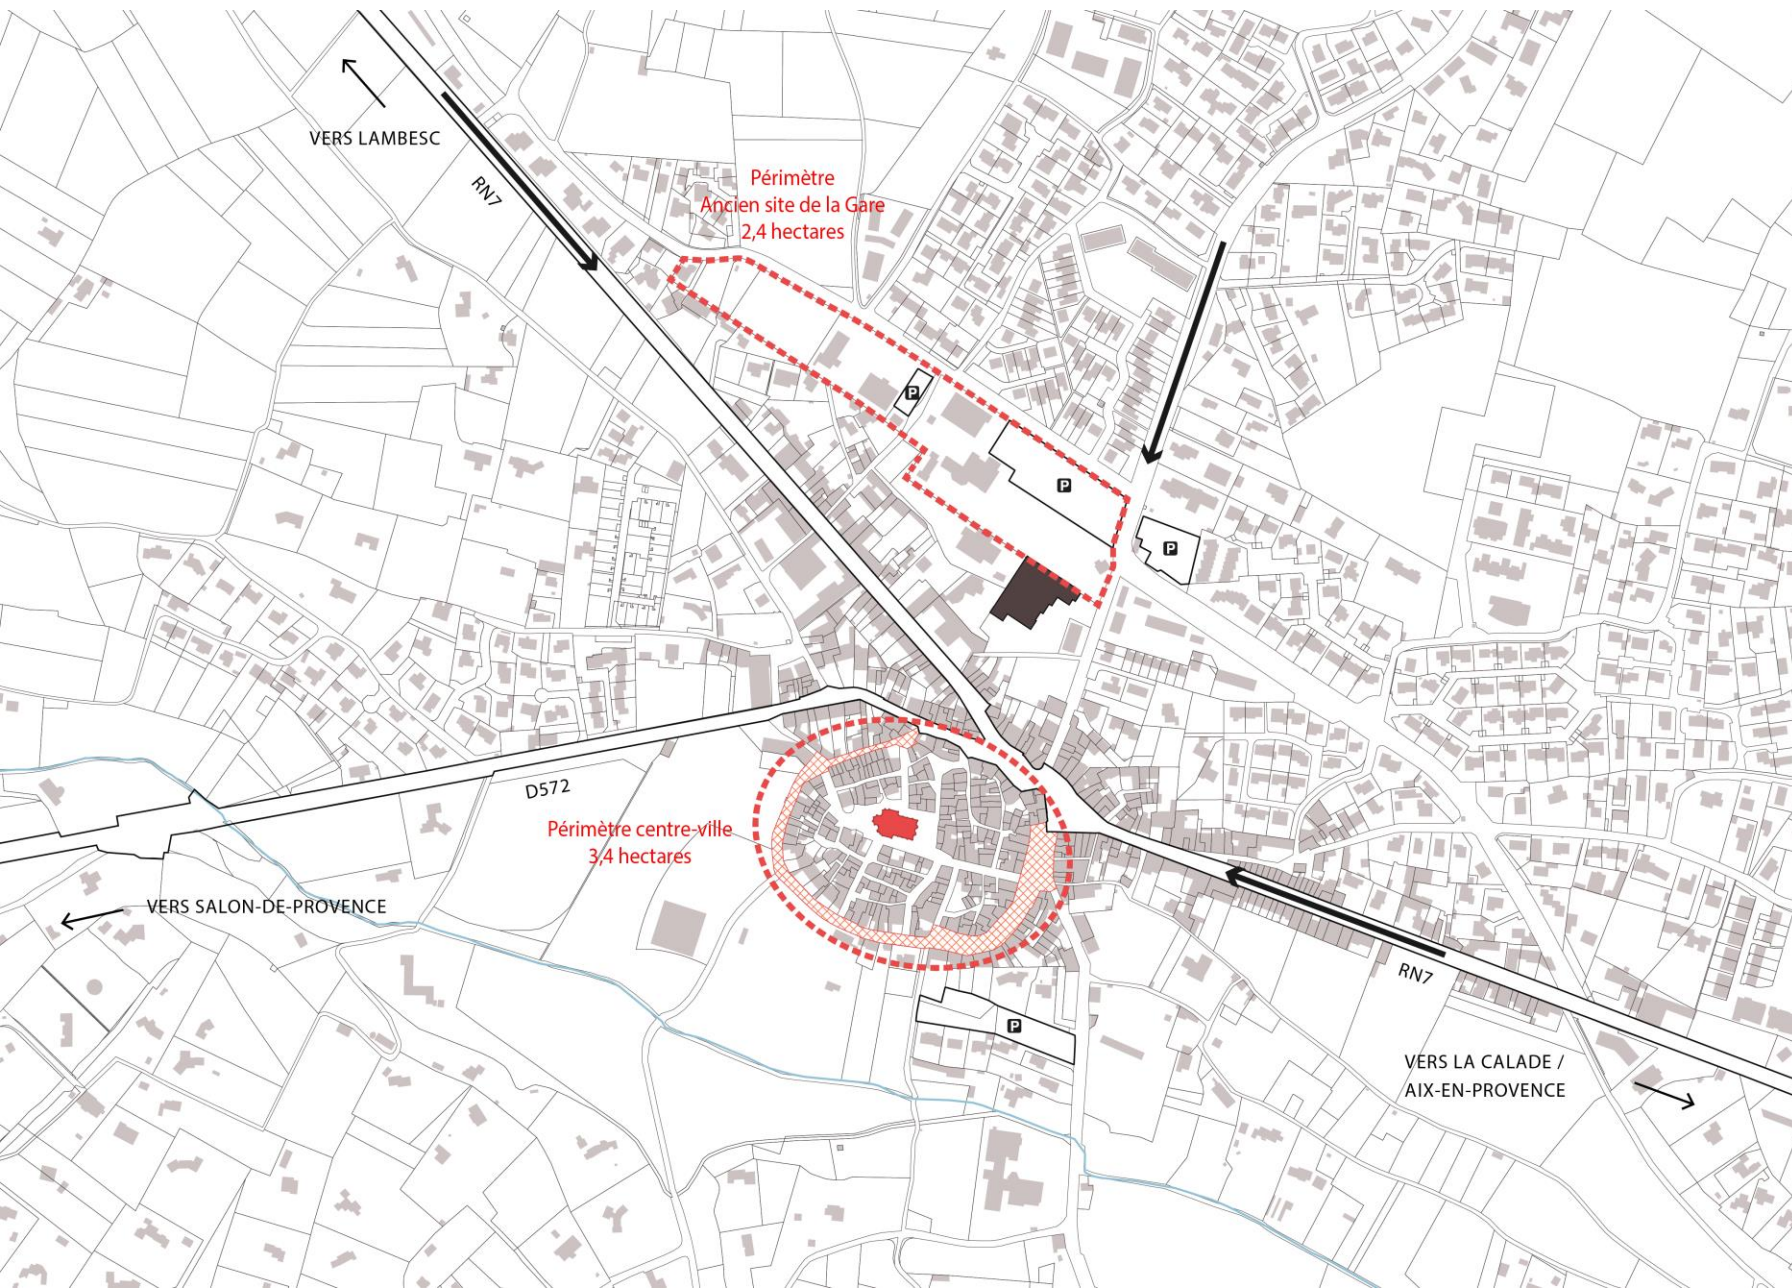 VERS LAMBESC
RN7
Périmètre
Ancien site de la Gare
2,4 hectares
P
P
P
D572
Périmètre centre-ville
3,4 hectares
VERS SALON-DE-PROVENCE
RN7
P
VERS LA CALADE /
AIX-EN-PROVENCE